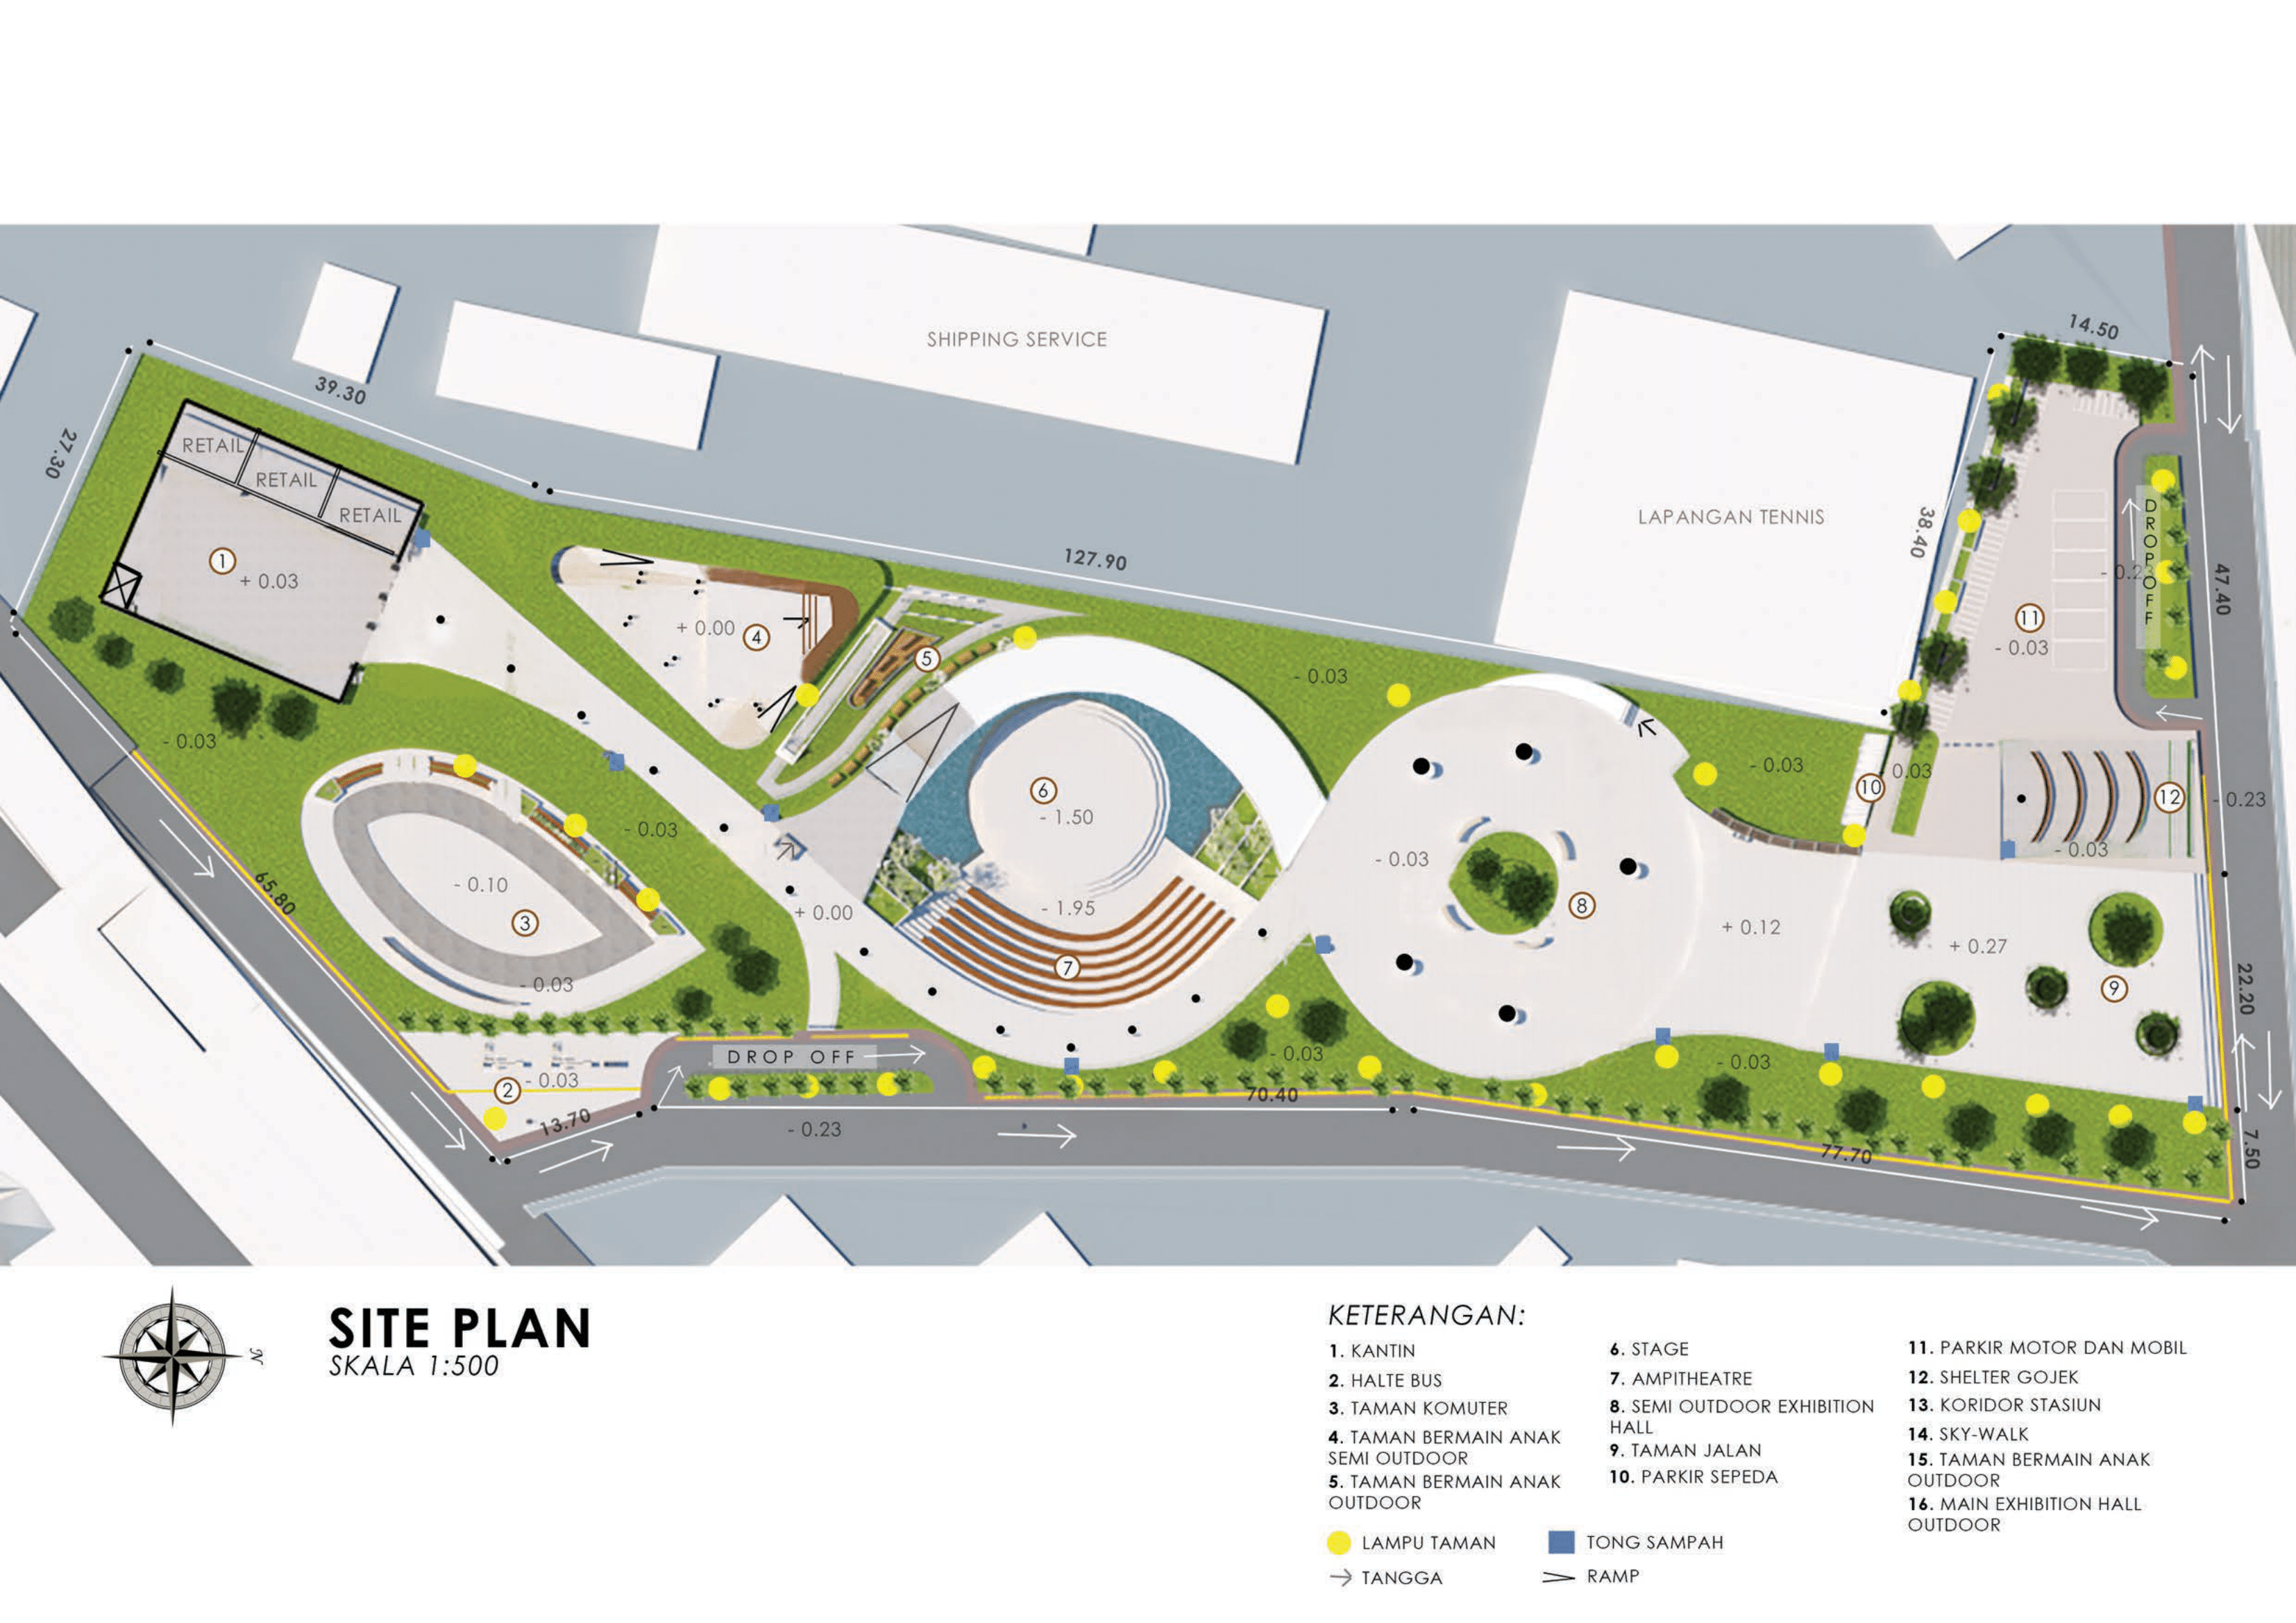 SHIPPING SERVICE
LAPANGAN TENNIS
14.50
39.30
27.30
RETAIL
RETAIL
RETAIL
127.90
38.40
47.40
DROP OFF
- 0.23
1
+ 0.03
4
+ 0.00
5
11
- 0.03
- 0.03
- 0.03
6
- 1.50
- 0.03
10
0.03
12
- 0.23
- 0.03
- 0.03
- 0.03
3
- 0.10
- 0.03
65.80
+ 0.00
- 1.95
7
8
+ 0.12
+ 0.27
9
22.20
DROP OFF
2
- 0.03
13.70
- 0.23
- 0.03
70.40
- 0.03
77.70
7.50
N
SITE PLAN
SKALA 1:500
KETERANGAN:
1. KANTIN
2. HALTE BUS
3. TAMAN KOMUTER
4. TAMAN BERMAIN ANAK
SEMI OUTDOOR
5. TAMAN BERMAIN ANAK
OUTDOOR
6. STAGE
7. AMPITHEATRE
8. SEMI OUTDOOR EXHIBITION
HALL
9. TAMAN JALAN
10. PARKIR SEPEDA
11. PARKIR MOTOR DAN MOBIL
12. SHELTER GOJEK
13. KORIDOR STASIUN
14. SKY-WALK
15. TAMAN BERMAIN ANAK
OUTDOOR
16. MAIN EXHIBITION HALL
OUTDOOR
LAMPU TAMAN
TONG SAMPAH
TANGGA
RAMP